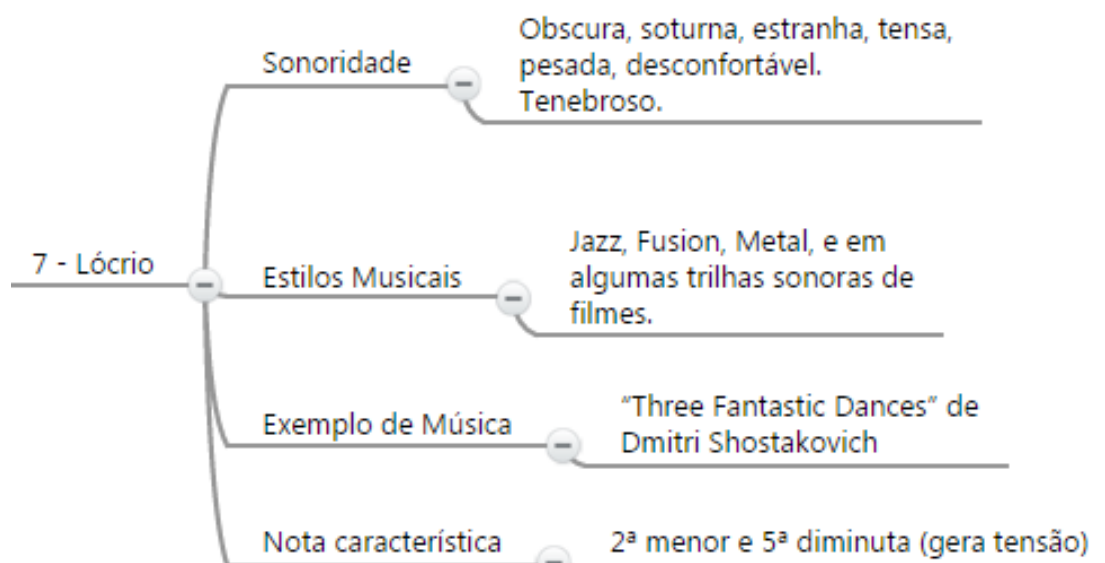 7 - Lócrio
Sonoridade
Obscura, soturna, estranha, tensa,
pesada, desconfortável.
Tenebroso.
Estilos Musicais
Jazz, Fusion, Metal, e em
algumas trilhas sonoras de
filmes.
Exemplo de Música
“Three Fantastic Dances” de
Dmitri Shostakovich
Nota característica
2ª menor e 5ª diminuta (gera tensão)